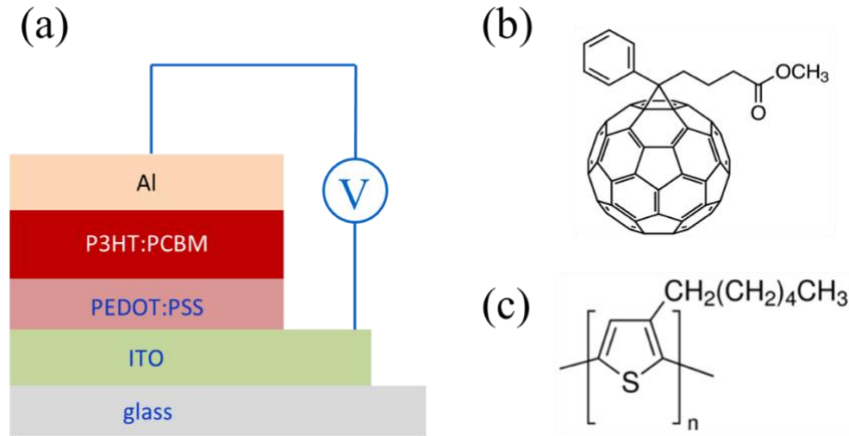 (a)
Al
P3HT:PCBM
PEDOT:PSS
ITO
glass
V
(b)
OCH₃
O
(c)
CH₂(CH₂)₄CH₃
S
n